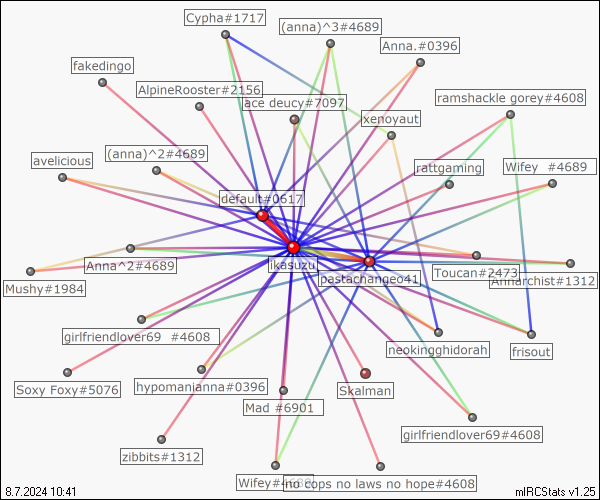 Cypha#1717
(anna)^3#4689
Anna.#0396
fakedingo
AlpineRooster#2156
ace deucy#7097
ramshackle gorey#4608
xenoyaut
avelicious
(anna)^2#4689
rattgaming
Wifey #4689
default#0617
Anna^2#4689
ikasuzu
pastachangeo41
Toucan#2473
Annarchist#1312
Mushy#1984
girlfriendlover69 #4608
neokingghidorah
frisout
Soxy Foxy#5076
hypomanianna#0396
Skalman
Mad #6901
girlfriendlover69#4608
zibbits#1312
Wifey#4689
no cops no laws no hope#4608
8.7.2024 10:41
mIRCStats v1.25